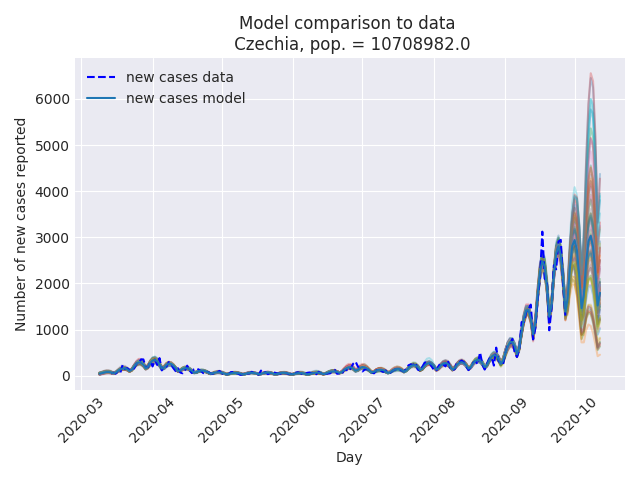 Model comparison to data
Czechia, pop. = 10708982.0
new cases data
new cases model
Number of new cases reported
6000
5000
4000
3000
2000
1000
0
2020-03
2020-04
2020-05
2020-06
2020-07
2020-08
2020-09
2020-10
Day